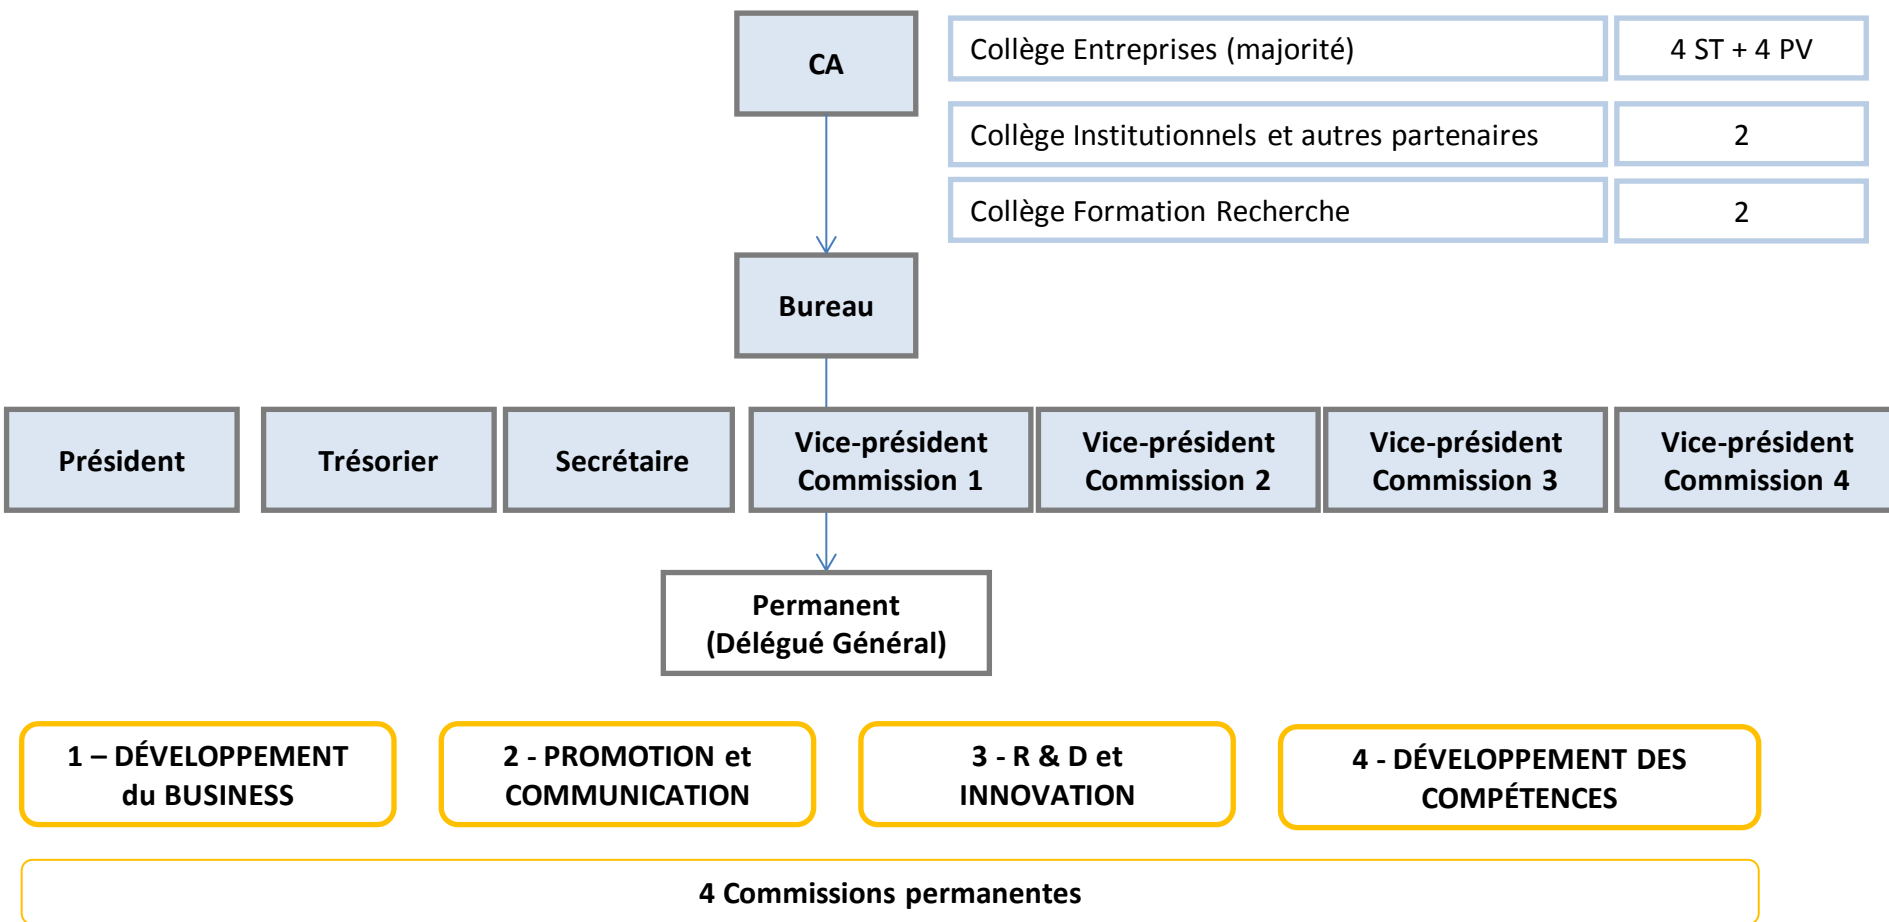 CA
Collège Entreprises (majorité)
4 ST + 4 PV
Collège Institutionnels et autres partenaires
2
Collège Formation Recherche
2
Bureau
Président
Trésorier
Secrétaire
Vice-président
Commission 1
Vice-président
Commission 2
Vice-président
Commission 3
Vice-président
Commission 4
Permanent
(Délégué Général)
1 – DÉVELOPPEMENT
du BUSINESS
2 - PROMOTION et
COMMUNICATION
3 - R & D et
INNOVATION
4 - DÉVELOPPEMENT DES
COMPÉTENCES
4 Commissions permanentes